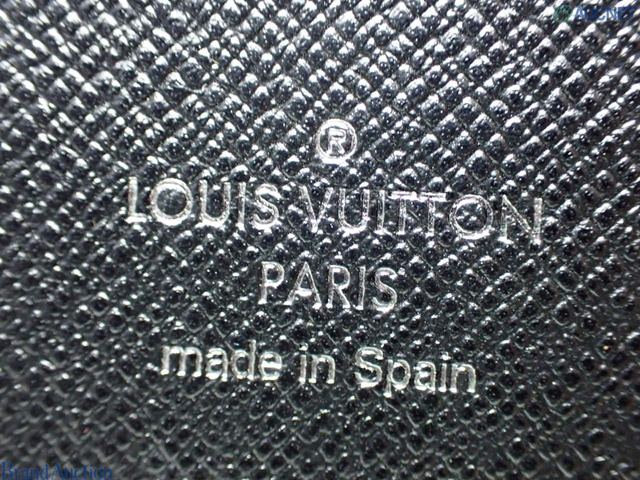 ®
LOUIS VUITTON
PARIS
made in Spain
Brand Auction